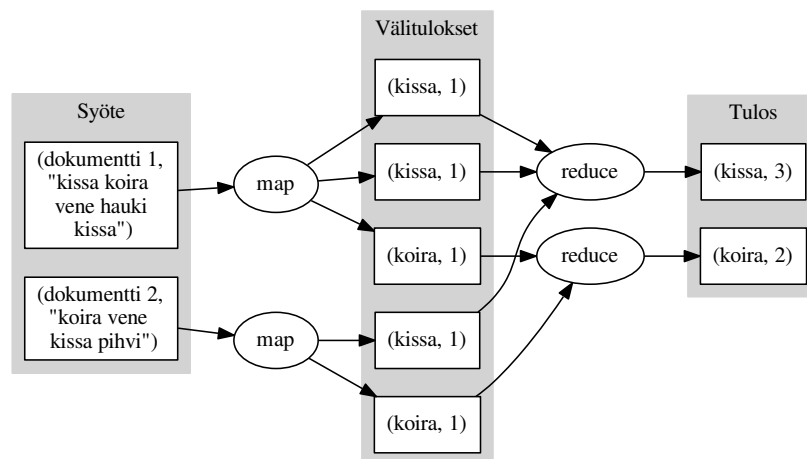 Syöte
(dokumentti 1,
"kissa koira
vene hauki
kissa")
(dokumentti 2,
"koira vene
kissa pihvi")
map
map
Välitulokset
(kissa, 1)
(kissa, 1)
(koira, 1)
(kissa, 1)
(koira, 1)
reduce
reduce
Tulos
(kissa, 3)
(koira, 2)